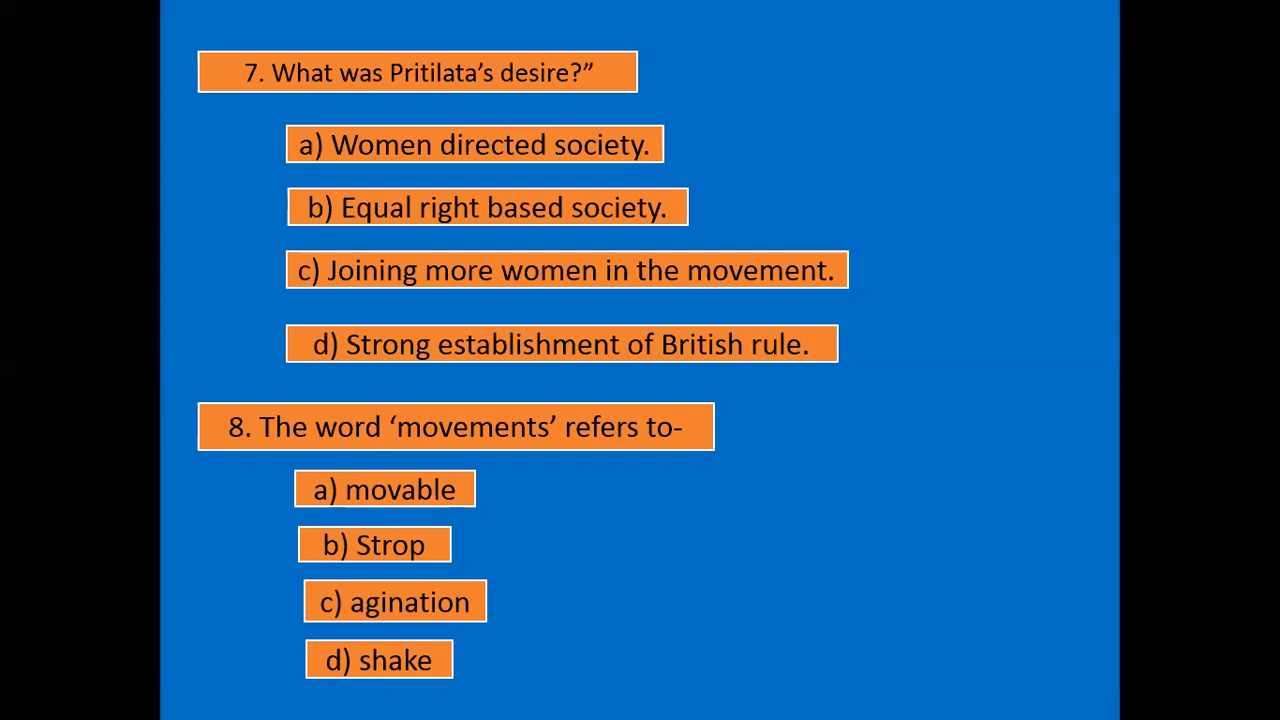 7. What was Pritilata’s desire?”
a) Women directed society.
b) Equal right based society.
c) Joining more women in the movement.
d) Strong establishment of British rule.
8. The word ‘movements’ refers to-
a) movable
b) Strop
c) agination
d) shake